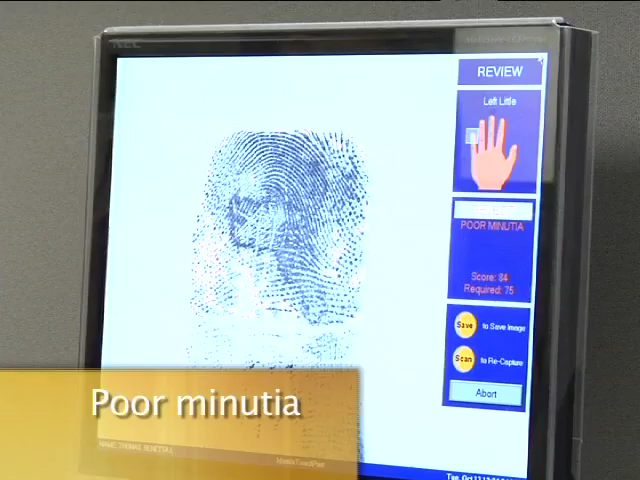 NEC
REVIEW
Left Little
POOR MINUTIA
Score: 84
Required: 75
Save to Save Image
Scan to Re-Capture
Abort
Poor minutia